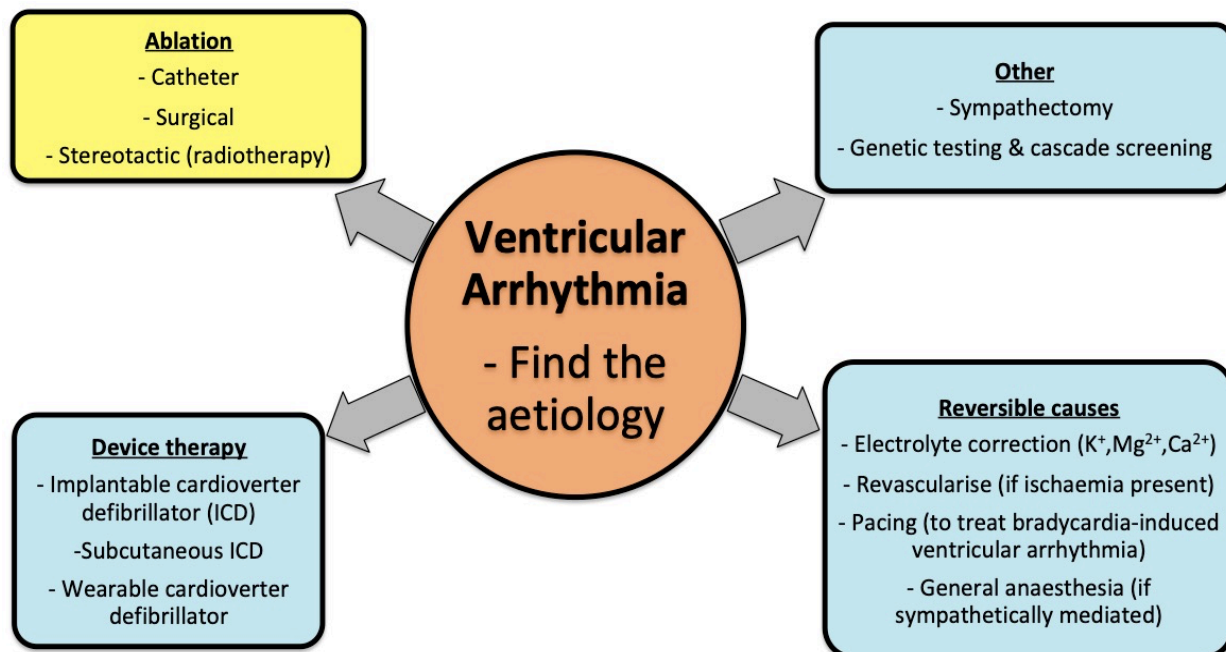 Ablation
- Catheter
- Surgical
- Stereotactic (radiotherapy)
Other
- Sympathectomy
- Genetic testing & cascade screening
Ventricular
Arrhythmia
- Find the
aetiology
Device therapy
- Implantable cardioverter
defibrillator (ICD)
-Subcutaneous ICD
- Wearable cardioverter
defibrillator
Reversible causes
- Electrolyte correction (K⁺,Mg²⁺,Ca²⁺)
- Revascularise (if ischaemia present)
- Pacing (to treat bradycardia-induced
ventricular arrhythmia)
- General anaesthesia (if
sympathetically mediated)